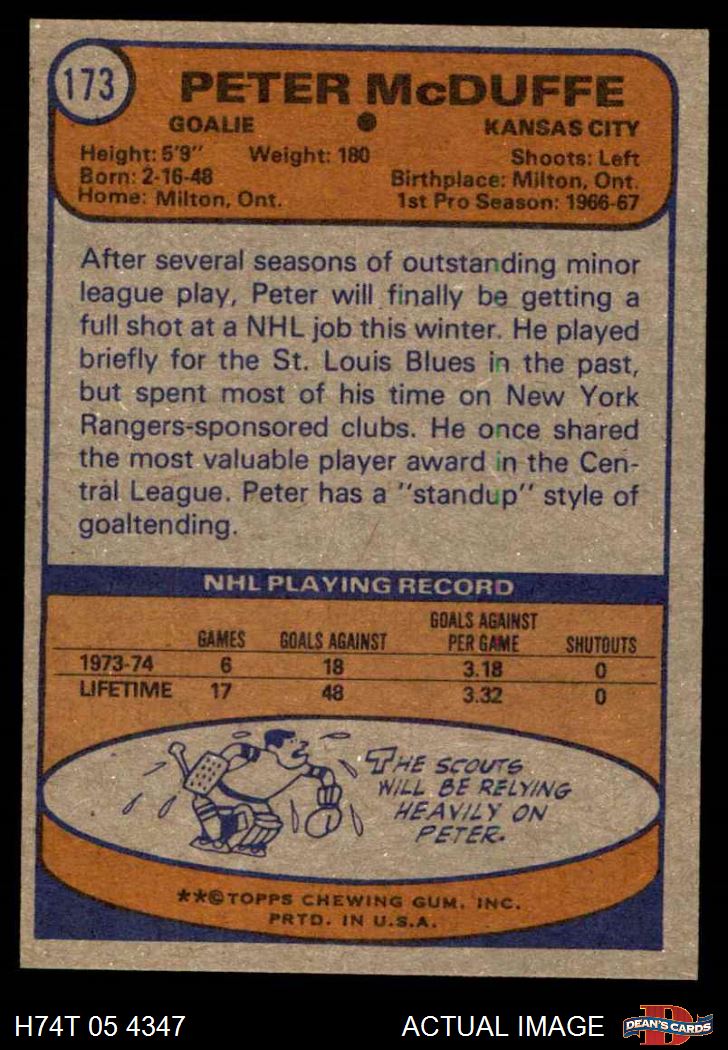 173
PETER McDUFFE
GOALIE ● KANSAS CITY
Height: 5'9" Weight: 180 Shoots: Left
Born: 2-16-48 Birthplace: Milton, Ont.
Home: Milton, Ont. 1st Pro Season: 1966-67
After several seasons of outstanding minor
league play, Peter will finally be getting a
full shot at a NHL job this winter. He played
briefly for the St. Louis Blues in the past,
but spent most of his time on New York
Rangers-sponsored clubs. He once shared
the most valuable player award in the Cen-
tral League. Peter has a "standup" style of
goaltending.
NHL PLAYING RECORD
GAMES GOALS AGAINST GOALS AGAINST PER GAME SHUTOUTS
1973-74 6 18 3.18 0
LIFETIME 17 48 3.32 0
THE SCOUTS
WILL BE RELYING
HEAVILY ON
PETER.
**©TOPPS CHEWING GUM, INC.
PRTD. IN U.S.A.
H74T 05 4347 ACTUAL IMAGE D DEAN'S CARDS